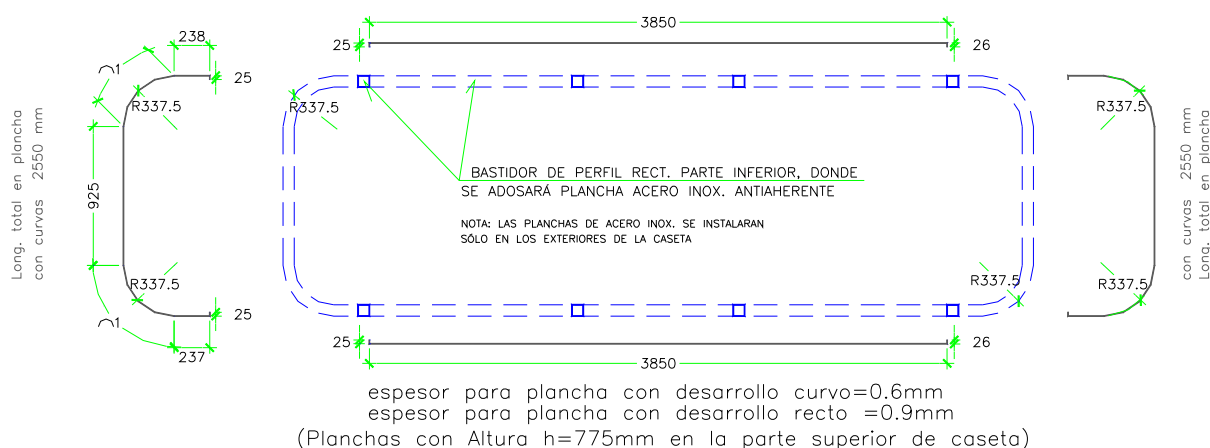 3850
238
25
26
25
⌒1
R337.5
R337.5
R337.5
Long. total en plancha
con curvas 2550 mm
925
BASTIDOR DE PERFIL RECT. PARTE INFERIOR, DONDE
SE ADOSARÁ PLANCHA ACERO INOX. ANTIAHERENTE
NOTA: LAS PLANCHAS DE ACERO INOX. SE INSTALARAN
SÓLO EN LOS EXTERIORES DE LA CASETA
con curvas 2550 mm
Long. total en plancha
R337.5
R337.5
R337.5
⌒1
25
237
25
26
3850
espesor para plancha con desarrollo curvo=0.6mm
espesor para plancha con desarrollo recto =0.9mm
(Planchas con Altura h=775mm en la parte superior de caseta)